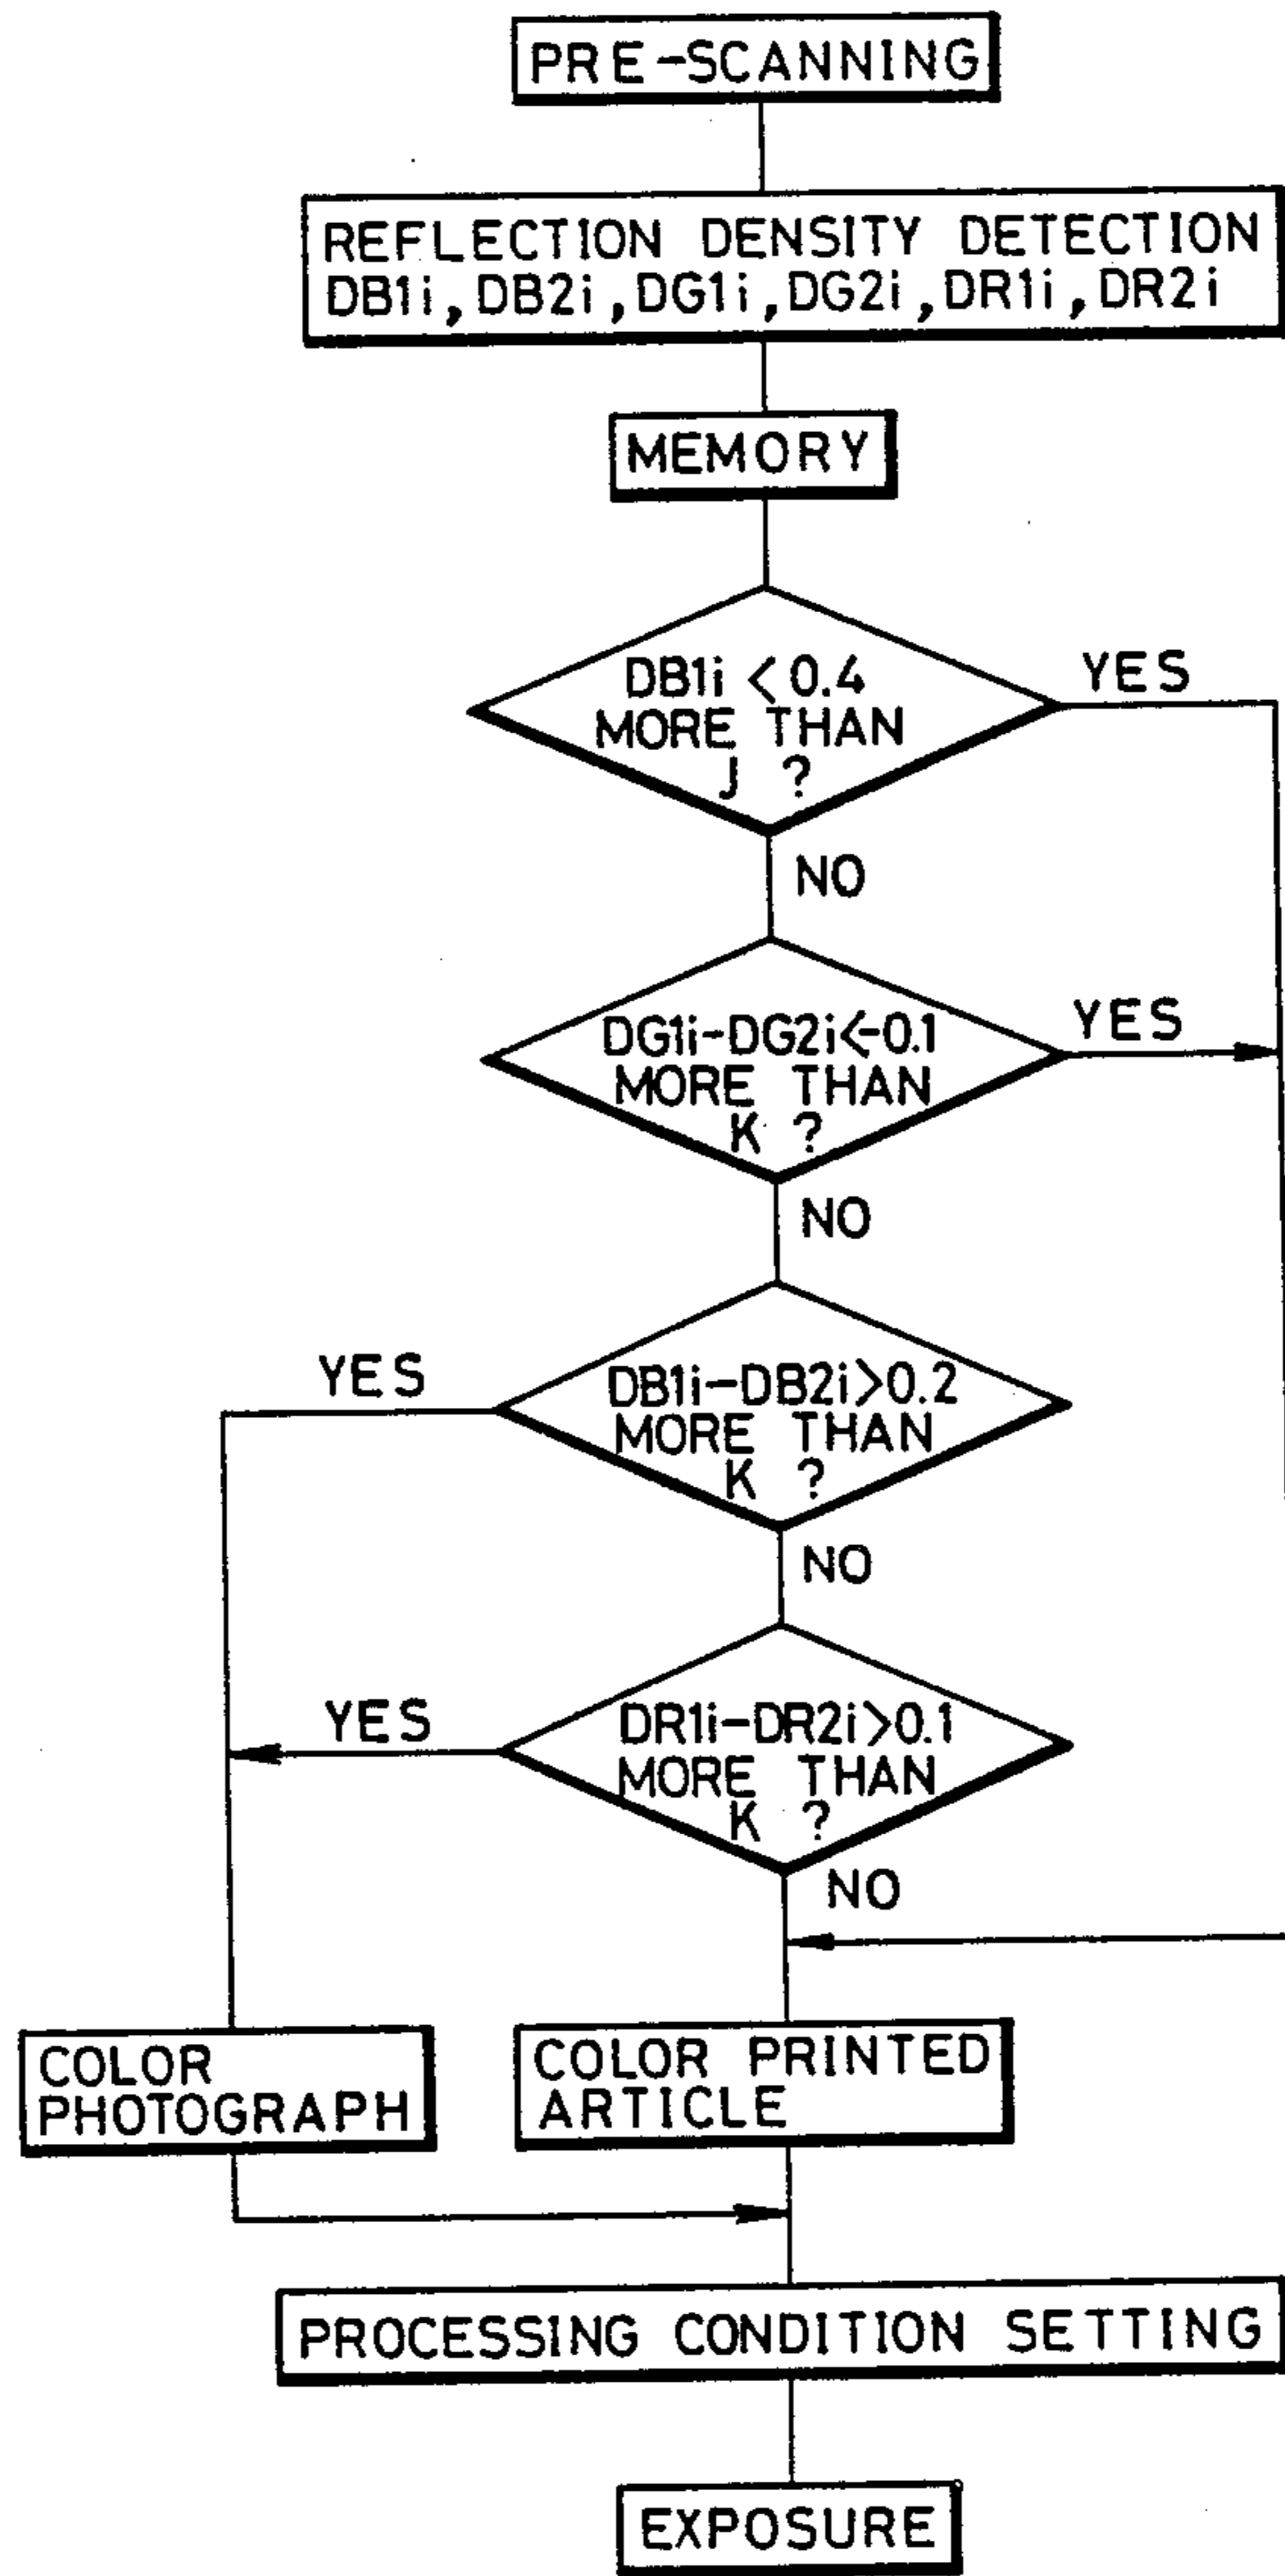 PRE-SCANNING
REFLECTION DENSITY DETECTION
DB1i, DB2i, DG1i, DG2i, DR1i, DR2i
MEMORY
DB1i < 0.4
MORE THAN
J ?
YES
NO
DG1i-DG2i<-0.1
MORE THAN
K ?
YES
NO
DB1i-DB2i>0.2
MORE THAN
K ?
YES
NO
DR1i-DR2i>0.1
MORE THAN
K ?
YES
NO
COLOR
PHOTOGRAPH
COLOR PRINTED
ARTICLE
PROCESSING CONDITION SETTING
EXPOSURE